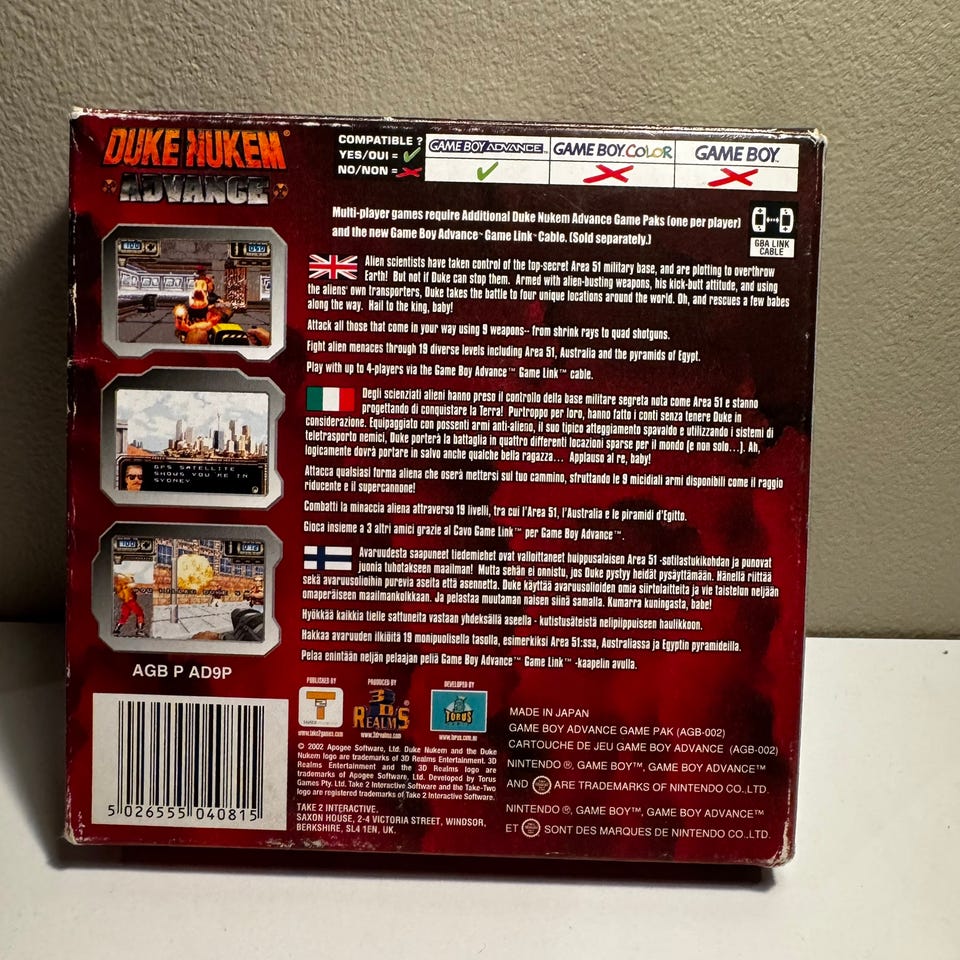 DUKE NUKEM®
ADVANCE
COMPATIBLE ?
YES/OUI =
NO/NON =
GAME BOY ADVANCE™
GAME BOY COLOR
GAME BOY™
Multi-player games require Additional Duke Nukem Advance Game Paks (one per player)
and the new Game Boy Advance™ Game Link™ Cable. (Sold separately.)
GBA LINK
CABLE
Alien scientists have taken control of the top-secret Area 51 military base, and are plotting to overthrow
Earth! But not if Duke can stop them. Armed with alien-busting weapons, his kick-butt attitude, and using
the aliens' own transporters, Duke takes the battle to four unique locations around the world. Oh, and rescues a few babes
along the way. Hail to the king, baby!
Attack all those that come in your way using 9 weapons-- from shrink rays to quad shotguns.
Fight alien menaces through 19 diverse levels including Area 51, Australia and the pyramids of Egypt.
Play with up to 4-players via the Game Boy Advance™ Game Link™ cable.
Degli scienziati alieni hanno preso il controllo della base militare segreta nota come Area 51 e stanno
progettando di conquistare la Terra! Purtroppo per loro, hanno fatto i conti senza tenere Duke in
considerazione. Equipaggiato con possenti armi anti-alieno, il suo tipico atteggiamento spavaldo e utilizzando i sistemi di
teletrasporto nemici, Duke porterà la battaglia in quattro differenti locazioni sparse per il mondo (e non solo...). Ah,
logicamente dovrà portare in salvo anche qualche bella ragazza... Applauso al re, baby!
Attacca qualsiasi forma aliena che oserà mettersi sul tuo cammino, sfruttando le 9 micidiali armi disponibili come il raggio
riducente e il supercannone!
Combatti la minaccia aliena attraverso 19 livelli, tra cui l'Area 51, l'Australia e le piramidi d'Egitto.
Gioca insieme a 3 altri amici grazie al Cavo Game Link™ per Game Boy Advance™.
Avaruudesta saapuneet tiedemiehet ovat valloittaneet huippusalaisen Area 51 -sotilastukikohdan ja punovat
juonia tuhotakseen maailman! Mutta sehän ei onnistu, jos Duke pystyy heidät pysäyttämään. Hänellä riittää
sekä avaruusolioihin purevia aseita että asennetta. Duke käyttää avaruusolioiden omia siirtolaitteita ja vie taistelun neljään
omaperäiseen maailmankolkkaan. Ja pelastaa muutaman naisen siinä samalla. Kumarra kuningasta, babe!
Hyökkää kaikkia tielle sattuneita vastaan yhdeksällä aseella - kutistusäteistä nelipiippuiseen haulikkoon.
Hakkaa avaruuden ilkiöitä 19 monipuolisella tasolla, esimerkiksi Area 51:ssa, Australiassa ja Egyptin pyramideilla.
Pelaa enintään neljän pelaajan peliä Game Boy Advance™ Game Link™ -kaapelin avulla.
100
GPS SATELLITE
SHOWS YOU'RE IN
SYDNEY
100
AGB P AD9P
5 026555 040815
PUBLISHED BY
T
www.take2games.com
PRODUCED BY
3D
REALMS
www.3drealms.com
DEVELOPED BY
TORUS
www.torus.com.au
© 2002 Apogee Software, Ltd. Duke Nukem and the Duke
Nukem logo are trademarks of 3D Realms Entertainment. 3D
Realms Entertainment and the 3D Realms logo are
trademarks of Apogee Software, Ltd. Developed by Torus
Games Pty. Ltd. Take 2 Interactive Software and the Take-Two
logo are registered trademarks of Take 2 Interactive Software.
TAKE 2 INTERACTIVE.
SAXON HOUSE, 2-4 VICTORIA STREET, WINDSOR,
BERKSHIRE, SL4 1EN, UK.
MADE IN JAPAN
GAME BOY ADVANCE GAME PAK (AGB-002)
CARTOUCHE DE JEU GAME BOY ADVANCE (AGB-002)
NINTENDO ®, GAME BOY™, GAME BOY ADVANCE™
AND ARE TRADEMARKS OF NINTENDO CO.,LTD.
NINTENDO ®, GAME BOY™, GAME BOY ADVANCE™
ET SONT DES MARQUES DE NINTENDO CO.,LTD.